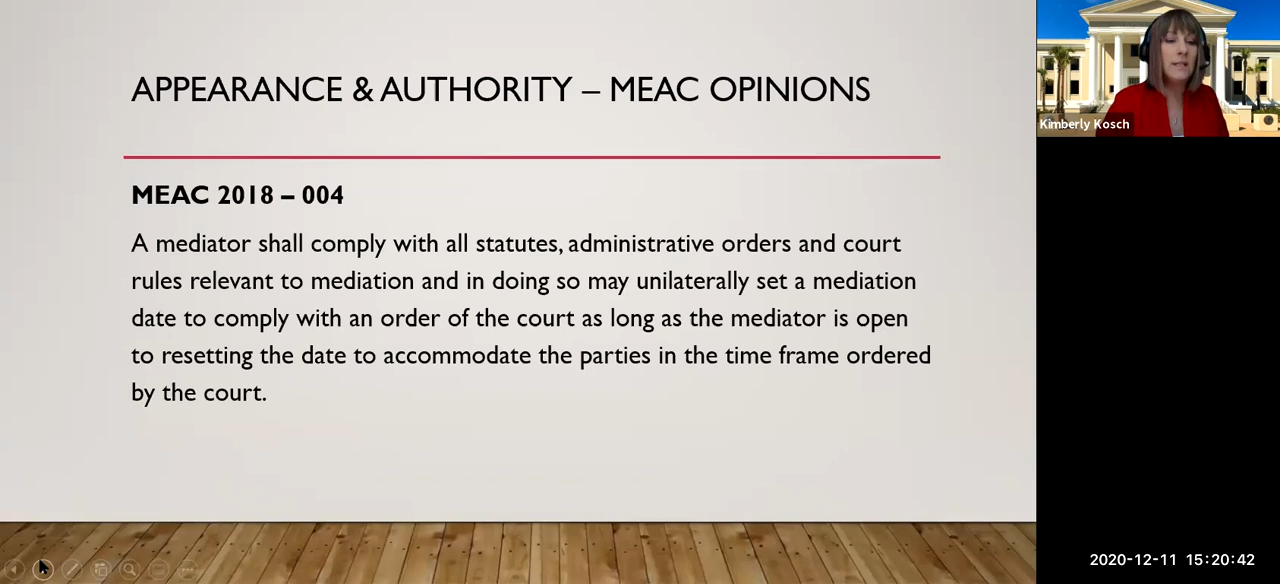 APPEARANCE & AUTHORITY – MEAC OPINIONS
MEAC 2018 – 004
A mediator shall comply with all statutes, administrative orders and court
rules relevant to mediation and in doing so may unilaterally set a mediation
date to comply with an order of the court as long as the mediator is open
to resetting the date to accommodate the parties in the time frame ordered
by the court.
Kimberly Kosch
2020-12-11 15:20:42